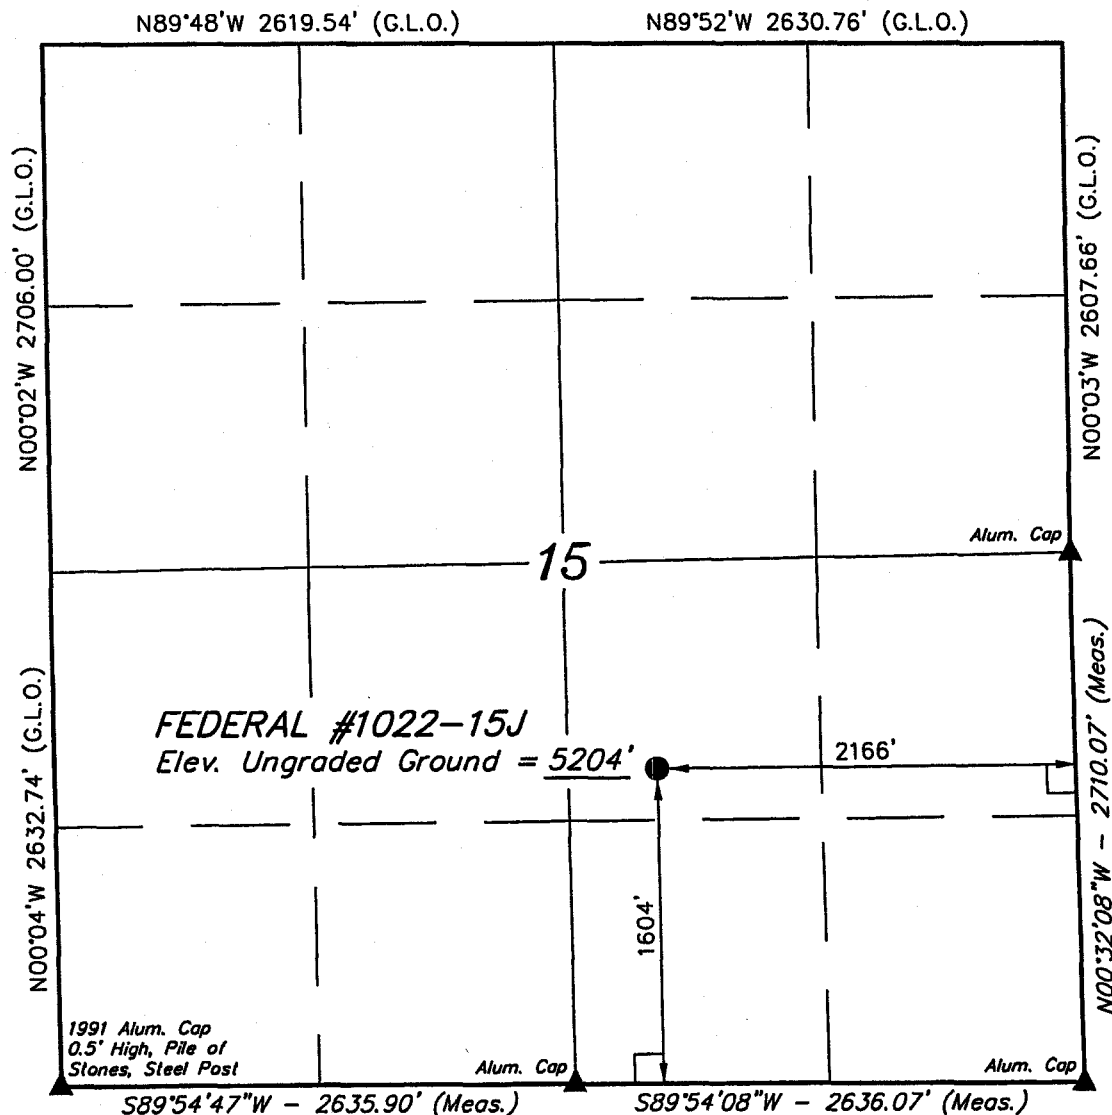 N89°48'W 2619.54' (G.L.O.)
N89°52'W 2630.76' (G.L.O.)
N00°02'W 2706.00' (G.L.O.)
N00°03'W 2607.66' (G.L.O.)
Alum. Cap
15
N00°04'W 2632.74' (G.L.O.)
N00°32'08"W - 2710.07' (Meas.)
FEDERAL #1022-15J
Elev. Ungraded Ground = 5204'
2166'
1604'
1991 Alum. Cap
0.5' High, Pile of
Stones, Steel Post
Alum. Cap
Alum. Cap
S89°54'47"W - 2635.90' (Meas.)
S89°54'08"W - 2636.07' (Meas.)